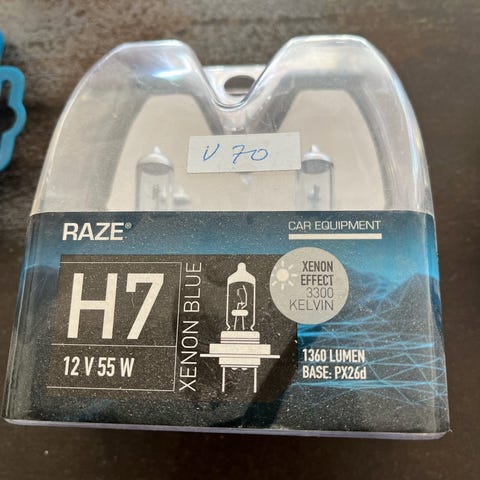 V 70
RAZE®
CAR EQUIPMENT
H7
12 V 55 W
XENON BLUE
XENON
EFFECT
3300
KELVIN
1360 LUMEN
BASE: PX26d